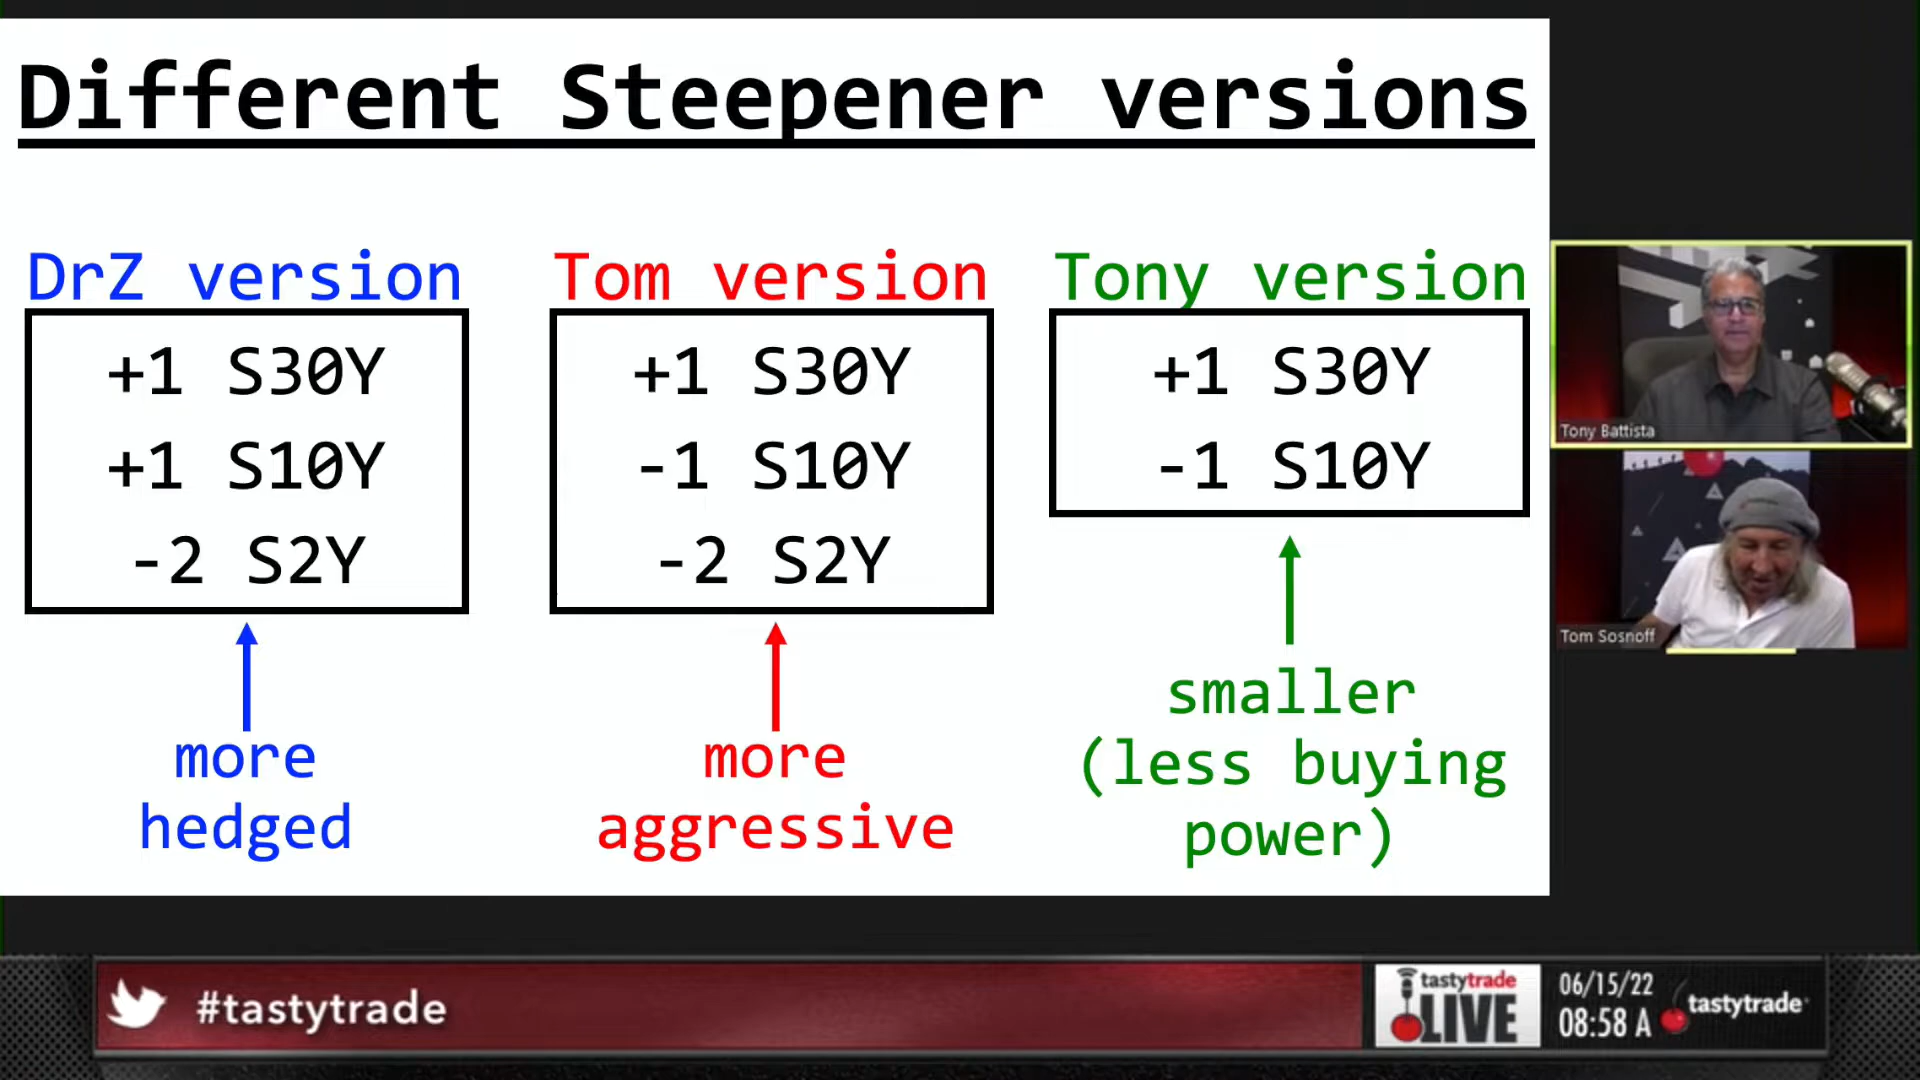 Different Steepener versions
DrZ version
+1 S30Y
+1 S10Y
-2 S2Y
more
hedged
Tom version
+1 S30Y
-1 S10Y
-2 S2Y
more
aggressive
Tony version
+1 S30Y
-1 S10Y
smaller
(less buying
power)
Tony Battista
Tom Sosnoff
#tastytrade
tastytrade
LIVE
06/15/22
08:58 A
tastytrade